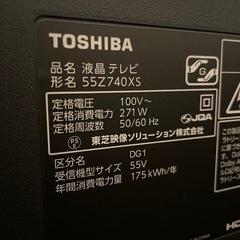 TOSHIBA
品名 液晶テレビ
形名 55Z740XS
定格電圧: 100V~
定格消費電力: 271W
定格周波数: 50/60 Hz
JQA
東芝映像ソリューション株式会社
区分名 DG1
受信機型サイズ 55V
年間消費電力量 175 kWh/年